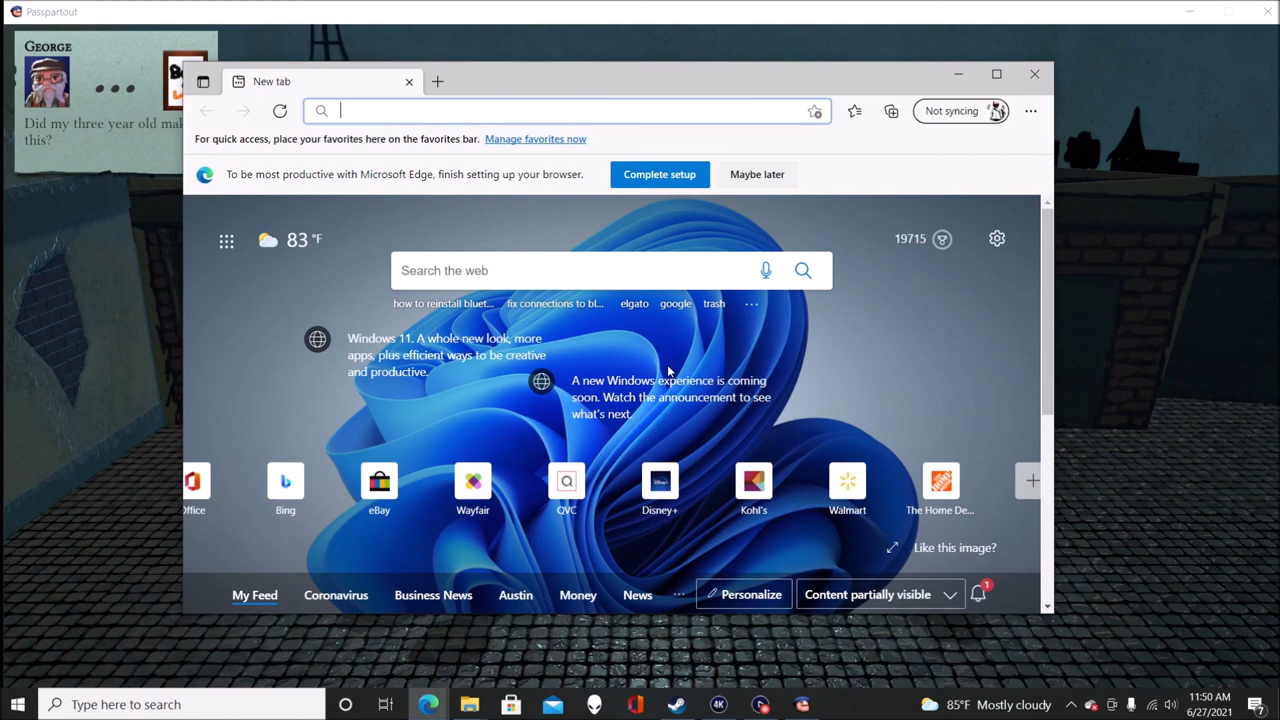 Passpartout
GEORGE
Did my three year old mak
this?
New tab
Not syncing
For quick access, place your favorites here on the favorites bar. Manage favorites now
To be most productive with Microsoft Edge, finish setting up your browser. Complete setup Maybe later
83 °F
19715
Search the web
how to reinstall bluet... fix connections to bl... elgato google trash ...
Windows 11. A whole new look, more
apps, plus efficient ways to be creative
and productive.
A new Windows experience is coming
soon. Watch the announcement to see
what's next.
Office Bing eBay Wayfair QVC Disney+ Kohl's Walmart The Home De...
Like this image?
My Feed Coronavirus Business News Austin Money News ... Personalize Content partially visible 1
Type here to search
4K
85°F Mostly cloudy
11:50 AM
6/27/2021
7